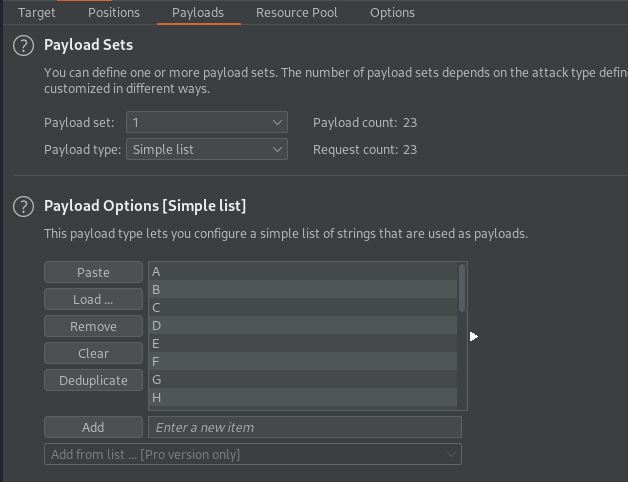 Target Positions Payloads Resource Pool Options
? Payload Sets
You can define one or more payload sets. The number of payload sets depends on the attack type
customized in different ways.
Payload set: 1 Payload count: 23
Payload type: Simple list Request count: 23
? Payload Options [Simple list]
This payload type lets you configure a simple list of strings that are used as payloads.
Paste
Load ...
Remove
Clear
Deduplicate
A
B
C
D
E
F
G
H
Add Enter a new item
Add from list ... [Pro version only]